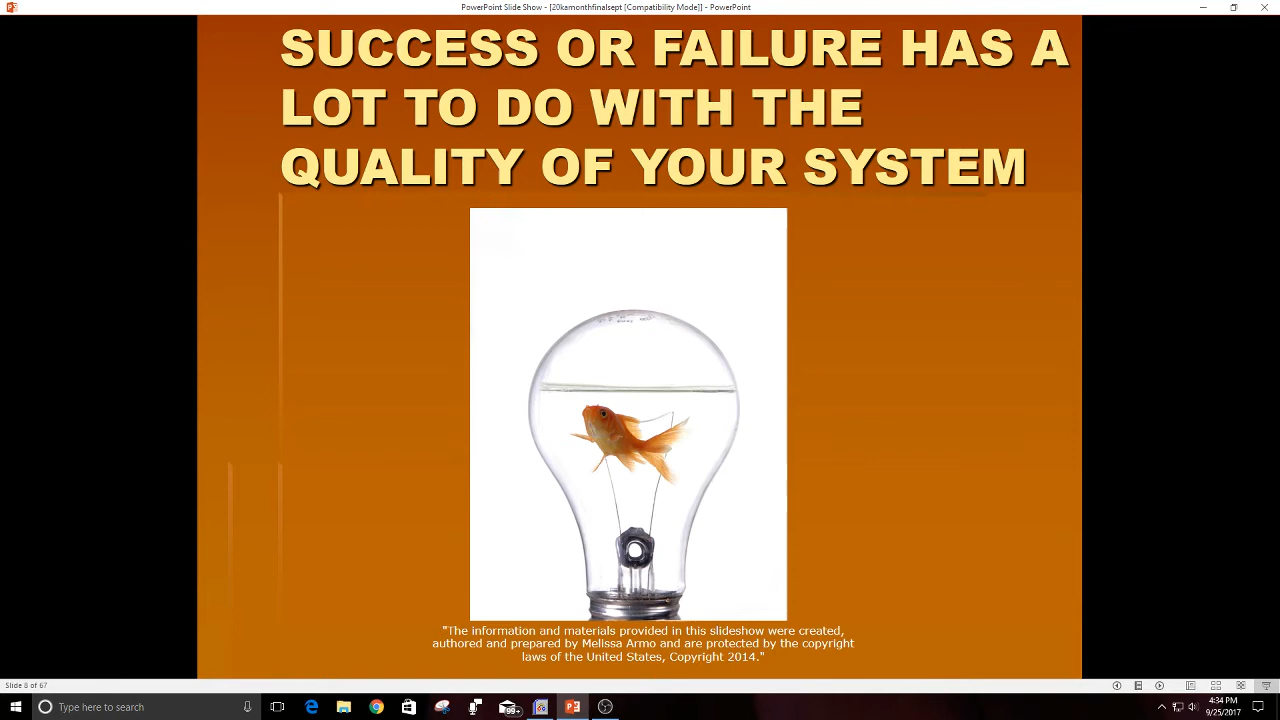 PowerPoint Slide Show - [20kamonthfinalsept [Compatibility Mode]] - PowerPoint
SUCCESS OR FAILURE HAS A
LOT TO DO WITH THE
QUALITY OF YOUR SYSTEM
"The information and materials provided in this slideshow were created,
authored and prepared by Melissa Armo and are protected by the copyright
laws of the United States, Copyright 2014."
Slide 8 of 67
Type here to search
99+
4:34 PM
9/25/2017